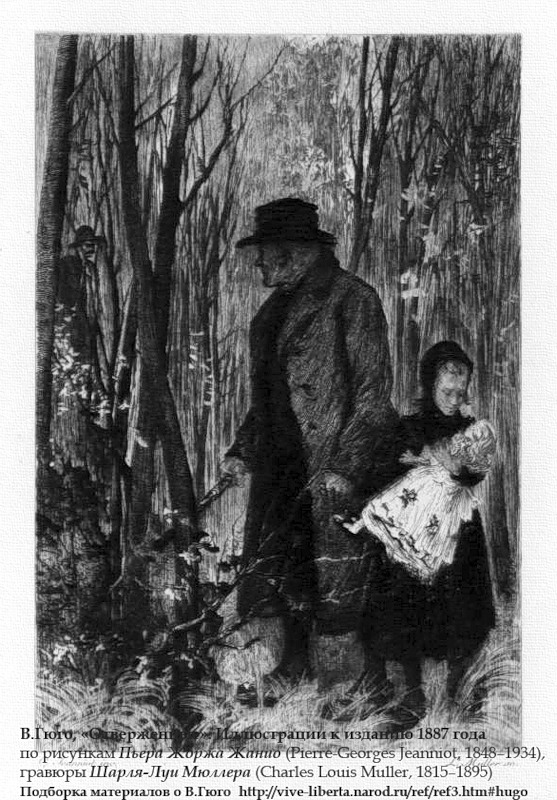 В.Гюго, «Отверженные». Иллюстрации к изданию 1887 года
по рисункам Пьера Жоржа Жанио (Pierre-Georges Jeanniot, 1848–1934),
гравюры Шарля-Луи Мюллера (Charles Louis Muller, 1815–1895)
Подборка материалов о В.Гюго http://vive-liberta.narod.ru/ref/ref3.htm#hugo